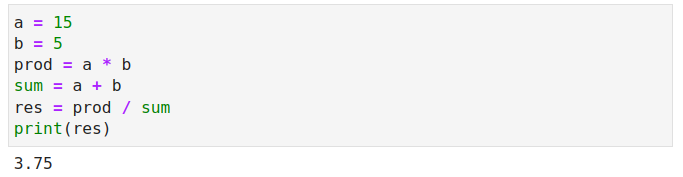 a = 15
b = 5
prod = a * b
sum = a + b
res = prod / sum
print(res)
3.75